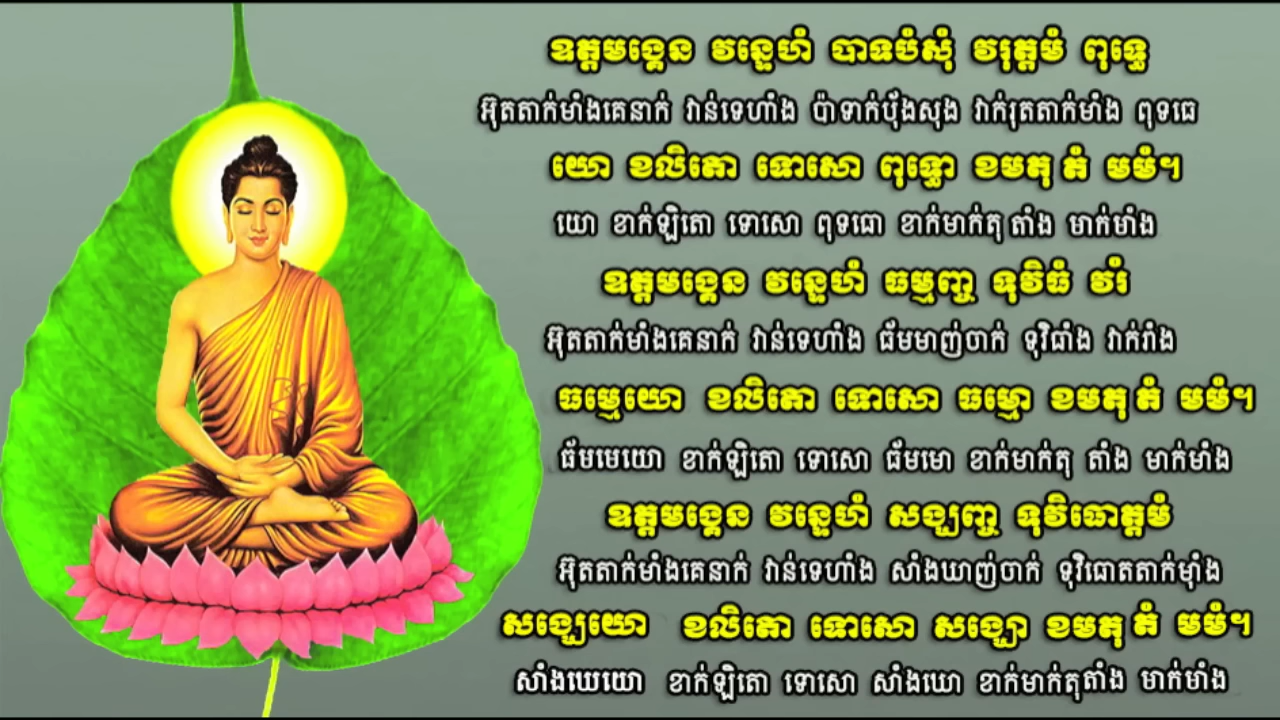 ឧត្តមង្គេន វន្ទេហំ បាទបំសុំ វរុត្តមំ ពុទ្ធេ
អ៊ុតតាក់មាំងគេនាក់ វាន់ទេហាំង ប៉ាទាក់ប៉័ងសុង វាក់រុតតាក់មាំង ពុទធេ
យោ ខលិតោ ទោសោ ពុទ្ធោ ខមតុ តំ មមំ។
យោ ខាក់ឡិតោ ទោសោ ពុទធោ ខាក់មាក់តុ តាំង មាក់មាំង
ឧត្តមង្គេន វន្ទេហំ ធម្មញ្ច ទុវិធំ វរំ
អ៊ុតតាក់មាំងគេនាក់ វាន់ទេហាំង ធ័មមាញ់ចាក់ ទុវិធាំង វាក់រាំង
ធម្មេយោ ខលិតោ ទោសោ ធម្មោ ខមតុ តំ មមំ។
ធ័មមេយោ ខាក់ឡិតោ ទោសោ ធ័មមោ ខាក់មាក់តុ តាំង មាក់មាំង
ឧត្តមង្គេន វន្ទេហំ សង្ឃញ្ច ទុវិធោត្តមំ
អ៊ុតតាក់មាំងគេនាក់ វាន់ទេហាំង សាំងឃាញ់ចាក់ ទុវិធោតតាក់ម៉ាំង
សង្ឃេយោ ខលិតោ ទោសោ សង្ឃោ ខមតុ តំ មមំ។
សាំងឃេយោ ខាក់ឡិតោ ទោសោ សាំងឃោ ខាក់មាក់តុតាំង មាក់មាំង